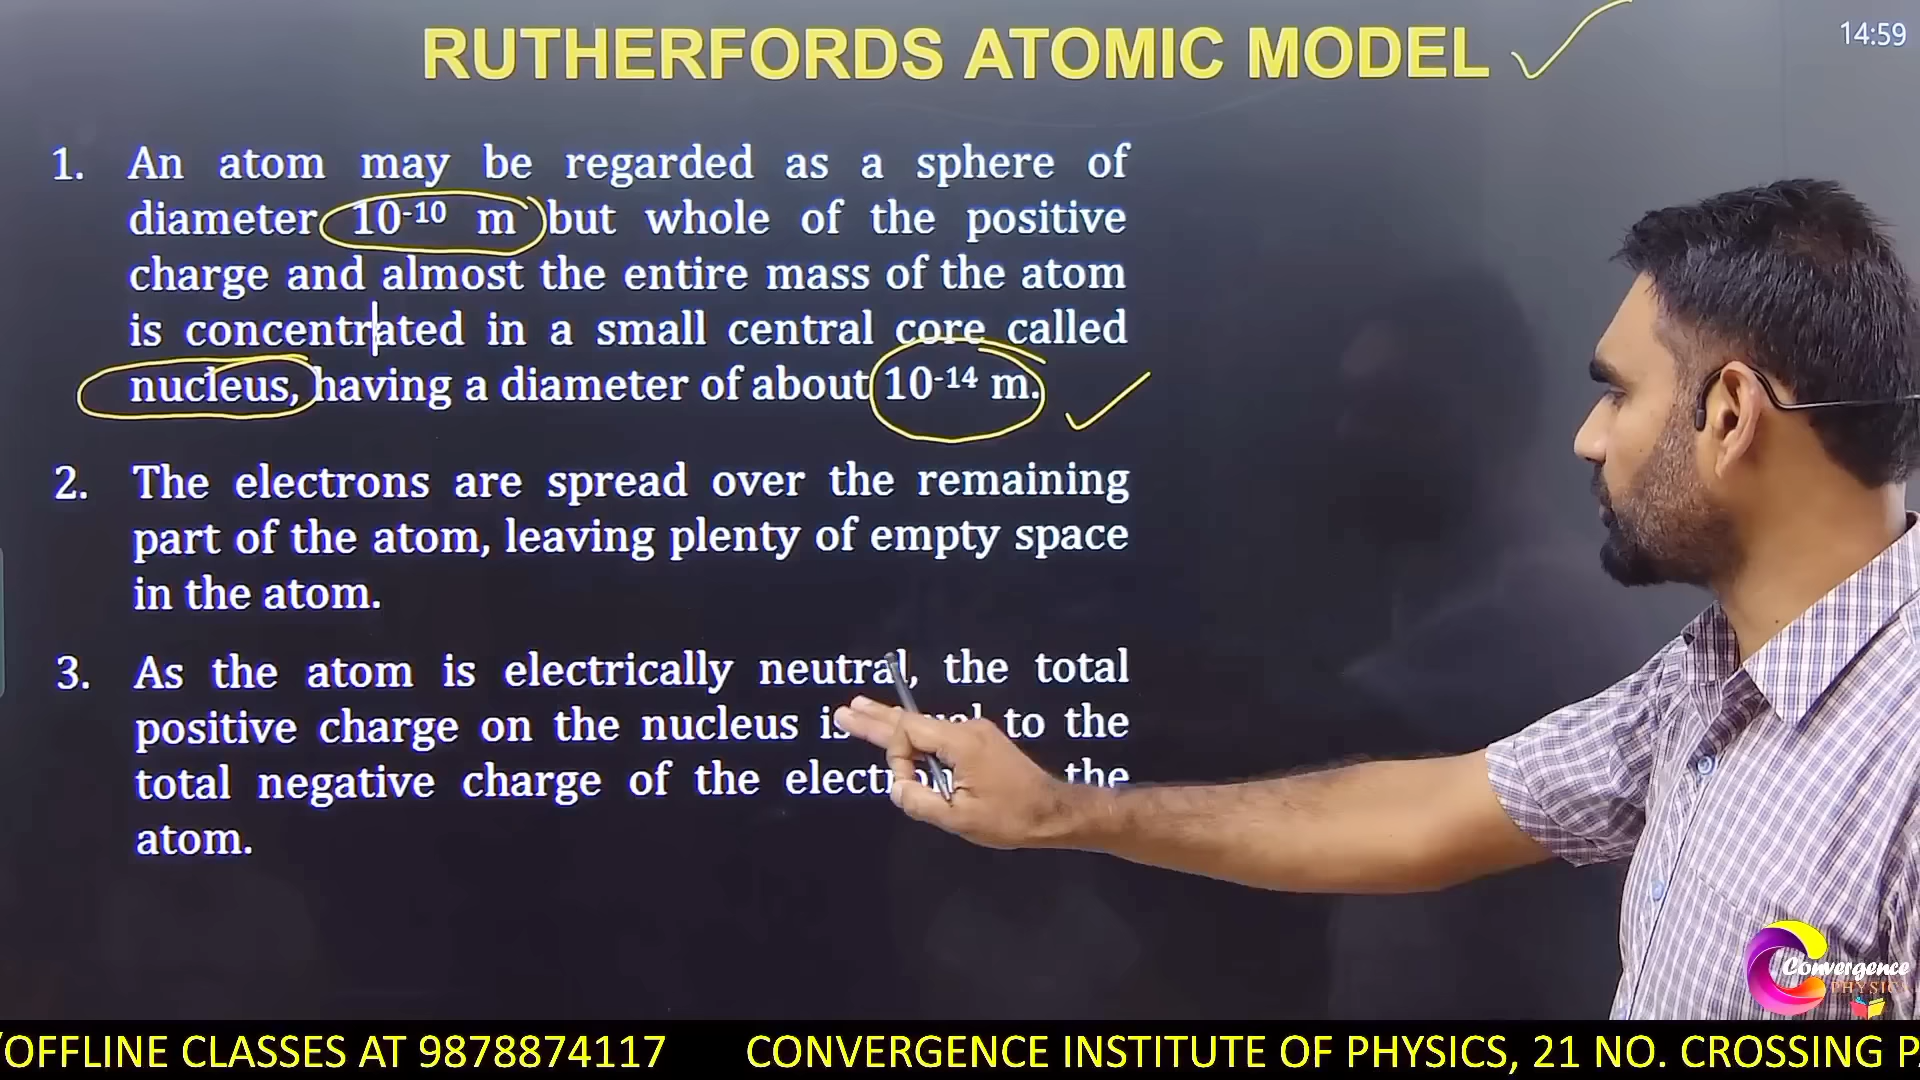 RUTHERFORDS ATOMIC MODEL
14:59
1. An atom may be regarded as a sphere of
diameter 10⁻¹⁰ m but whole of the positive
charge and almost the entire mass of the atom
is concentrated in a small central core called
nucleus, having a diameter of about 10⁻¹⁴ m.
2. The electrons are spread over the remaining
part of the atom, leaving plenty of empty space
in the atom.
3. As the atom is electrically neutral, the total
positive charge on the nucleus is to the
total negative charge of the the
atom.
Convergence
PHYSICS
/OFFLINE CLASSES AT 9878874117 CONVERGENCE INSTITUTE OF PHYSICS, 21 NO. CROSSING P